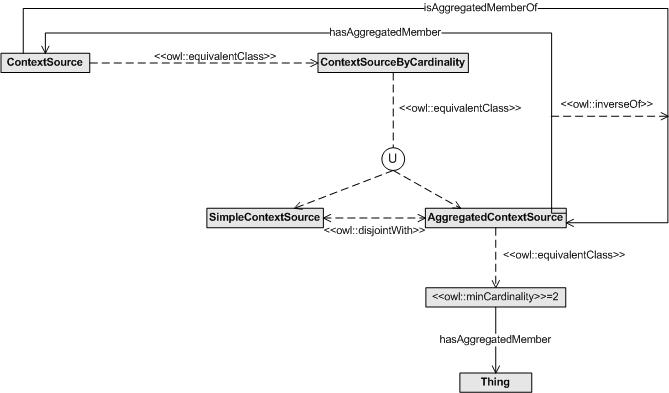 isAggregatedMemberOf
hasAggregatedMember
ContextSource
<<owl::equivalentClass>>
ContextSourceByCardinality
<<owl::equivalentClass>>
<<owl::inverseOf>>
U
SimpleContextSource
AggregatedContextSource
<<owl::disjointWith>>
<<owl::equivalentClass>>
<<owl::minCardinality>>=2
hasAggregatedMember
Thing